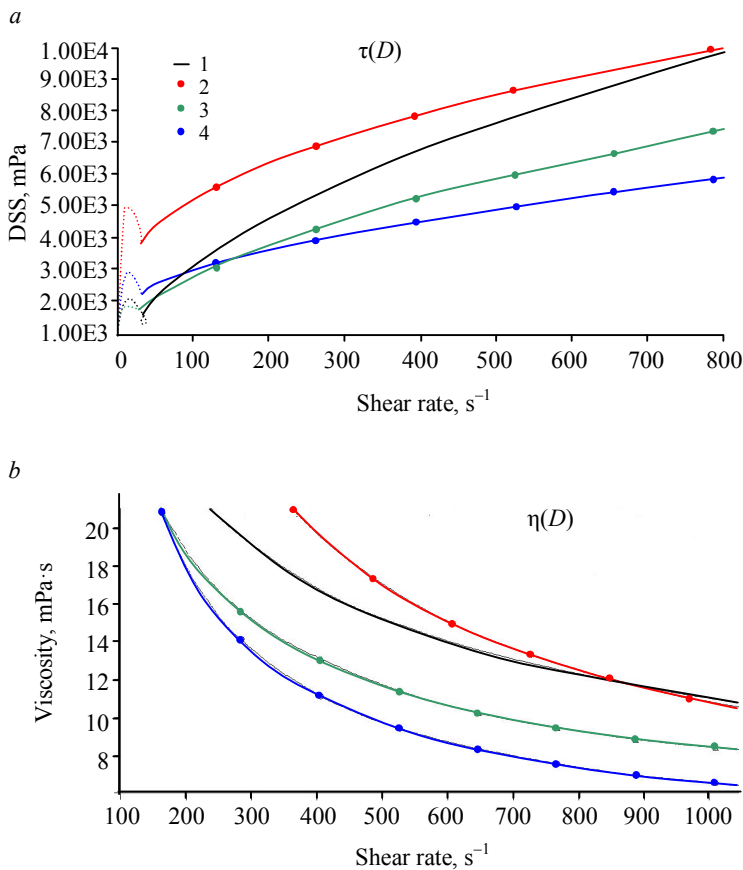 a
τ(D)
1
2
3
4
DSS, mPa
1.00E4
9.00E3
8.00E3
7.00E3
6.00E3
5.00E3
4.00E3
3.00E3
2.00E3
1.00E3
0 100 200 300 400 500 600 700 800
Shear rate, s⁻¹
b
η(D)
Viscosity, mPa·s
20
18
16
14
12
10
8
100 200 300 400 500 600 700 800 900 1000
Shear rate, s⁻¹